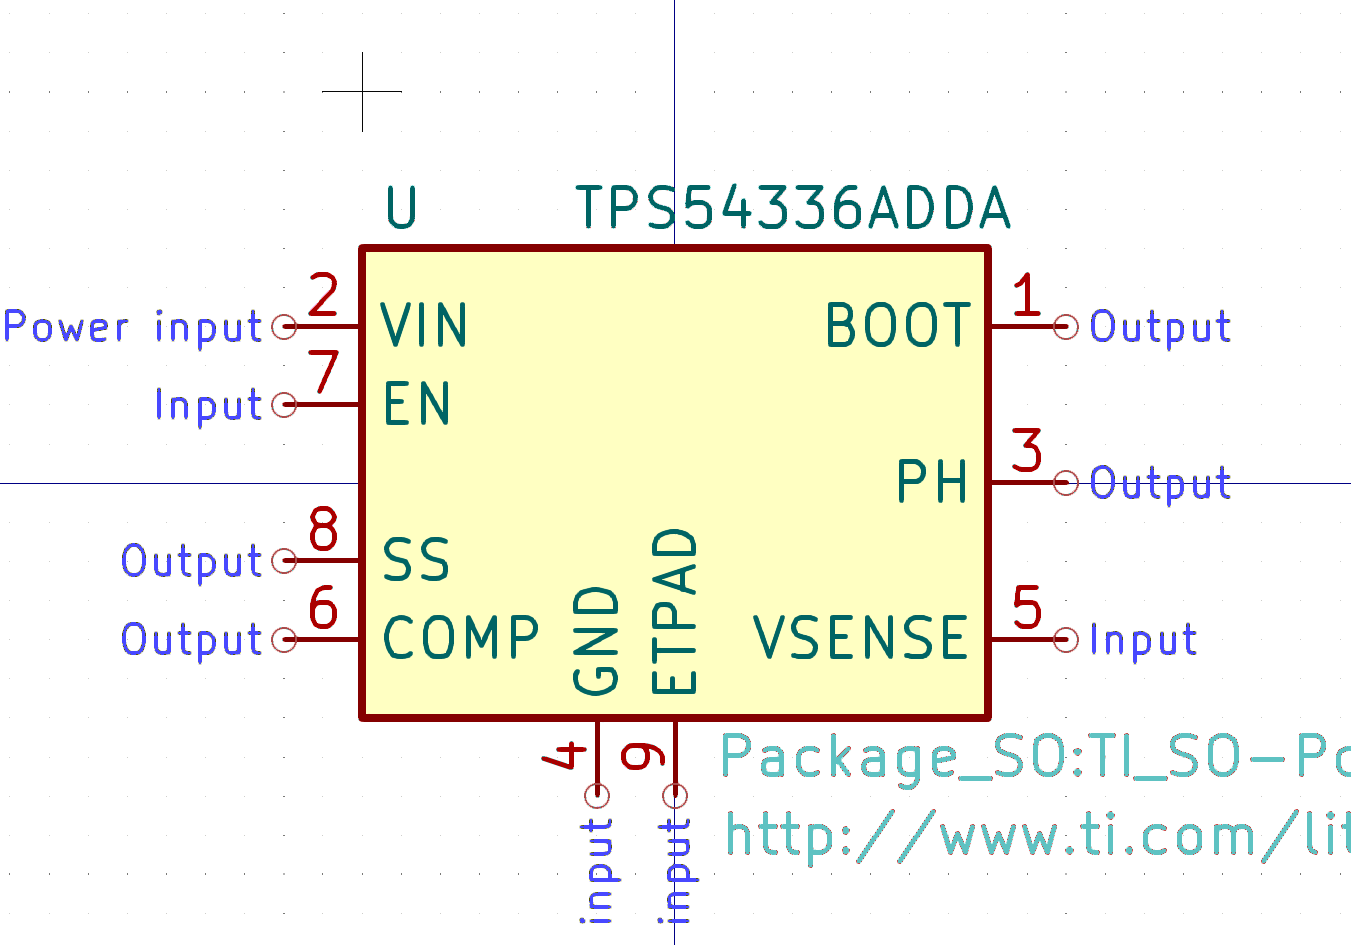 U TPS54336ADDA
Power input 2 VIN BOOT 1 Output
Input 7 EN
PH 3 Output
Output 8 SS
Output 6 COMP GND ETPAD VSENSE 5 Input
4 9 Package_SO:TI_SO-Po
http://www.ti.com/lit
input input